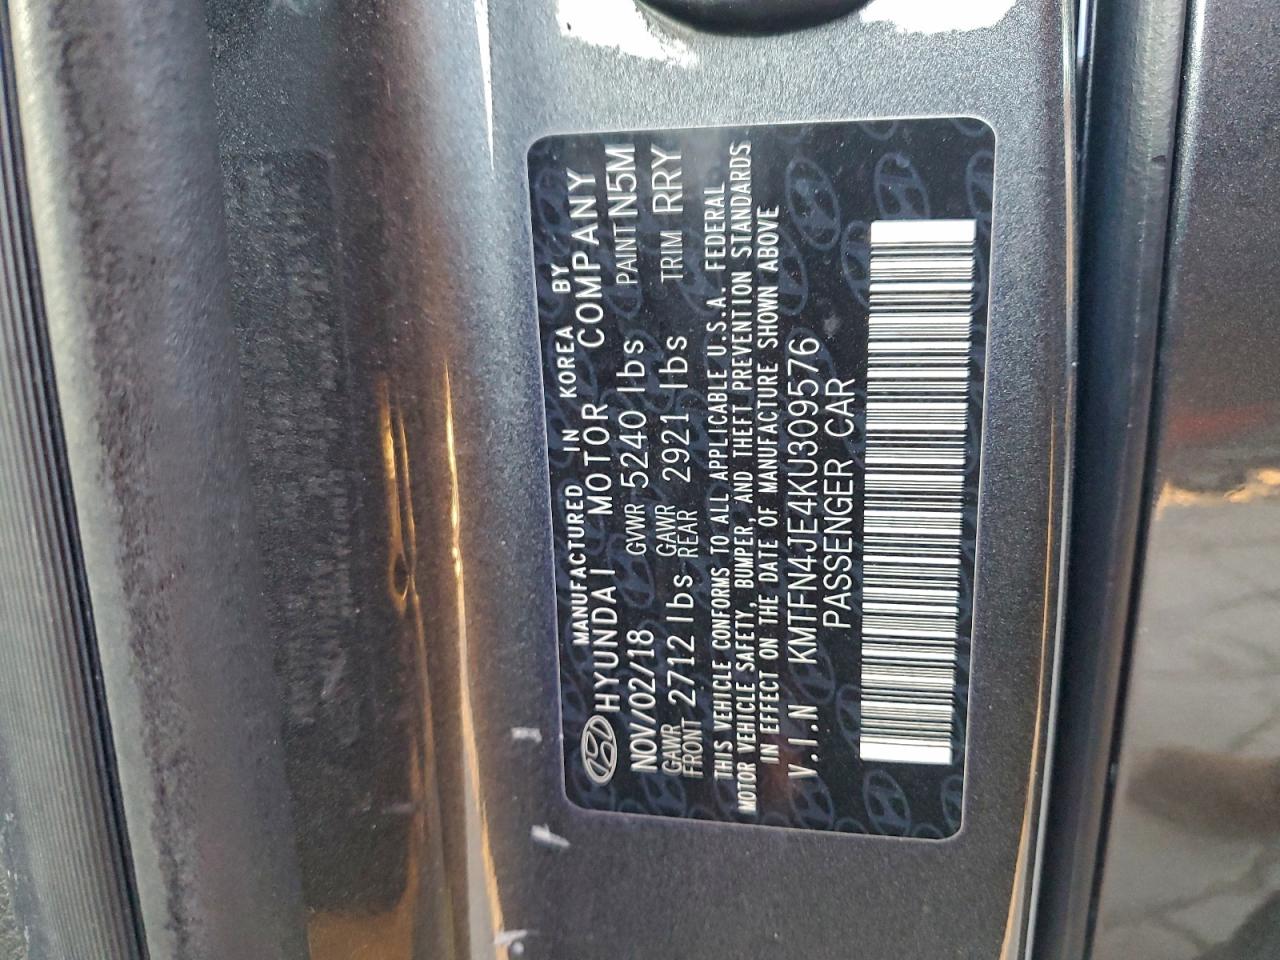 MANUFACTURED IN KOREA BY
HYUNDAI MOTOR COMPANY
NOV/02/18 GVWR 5240 lbs PAINT N5M
GAWR FRONT 2712 lbs GAWR REAR 2921 lbs TRIM RRY
THIS VEHICLE CONFORMS TO ALL APPLICABLE U.S.A. FEDERAL
MOTOR VEHICLE SAFETY, BUMPER, AND THEFT PREVENTION STANDARDS
IN EFFECT ON THE DATE OF MANUFACTURE SHOWN ABOVE
V.I.N KMTFN4JE4KU309576
PASSENGER CAR